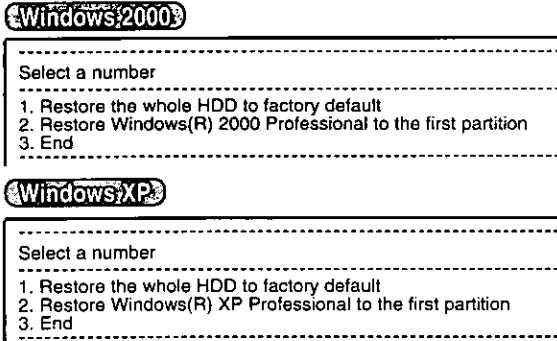 Windows 2000
Select a number
1. Restore the whole HDD to factory default
2. Restore Windows(R) 2000 Professional to the first partition
3. End
Windows XP
Select a number
1. Restore the whole HDD to factory default
2. Restore Windows(R) XP Professional to the first partition
3. End